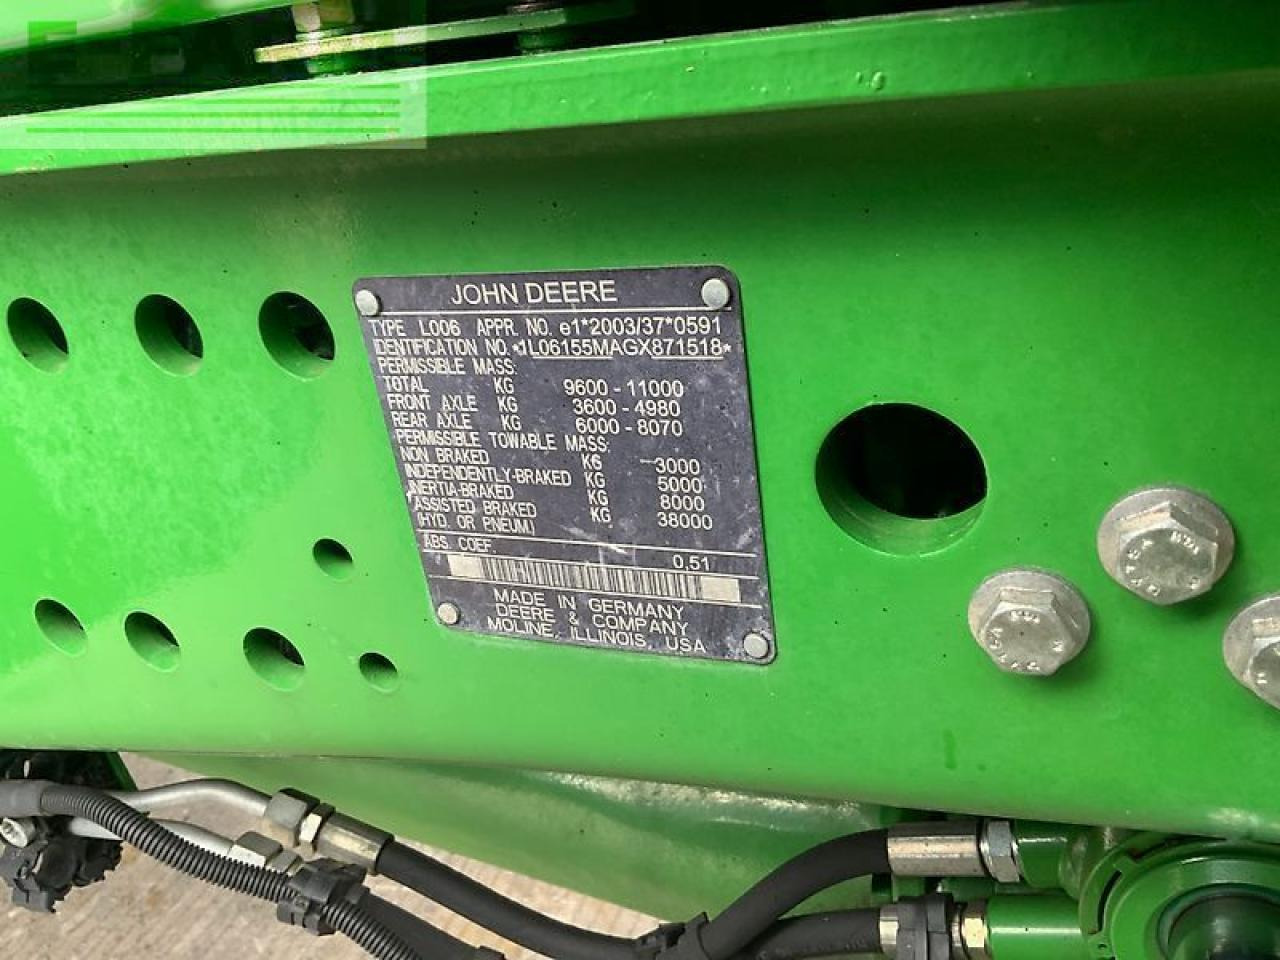 JOHN DEERE
TYPE L006 APPR. NO. e1*2003/37*0591
IDENTIFICATION NO. *1L06155MAGX871518*
PERMISSIBLE MASS:
TOTAL KG 9600 - 11000
FRONT AXLE KG 3600 - 4980
REAR AXLE KG 6000 - 8070
PERMISSIBLE TOWABLE MASS:
NON BRAKED KG 3000
INDEPENDENTLY-BRAKED KG 5000
INERTIA-BRAKED KG 8000
ASSISTED BRAKED KG 38000
(HYD. OR PNEUM.)
ABS. COEF. 0,51
MADE IN GERMANY
DEERE & COMPANY
MOLINE, ILLINOIS, USA